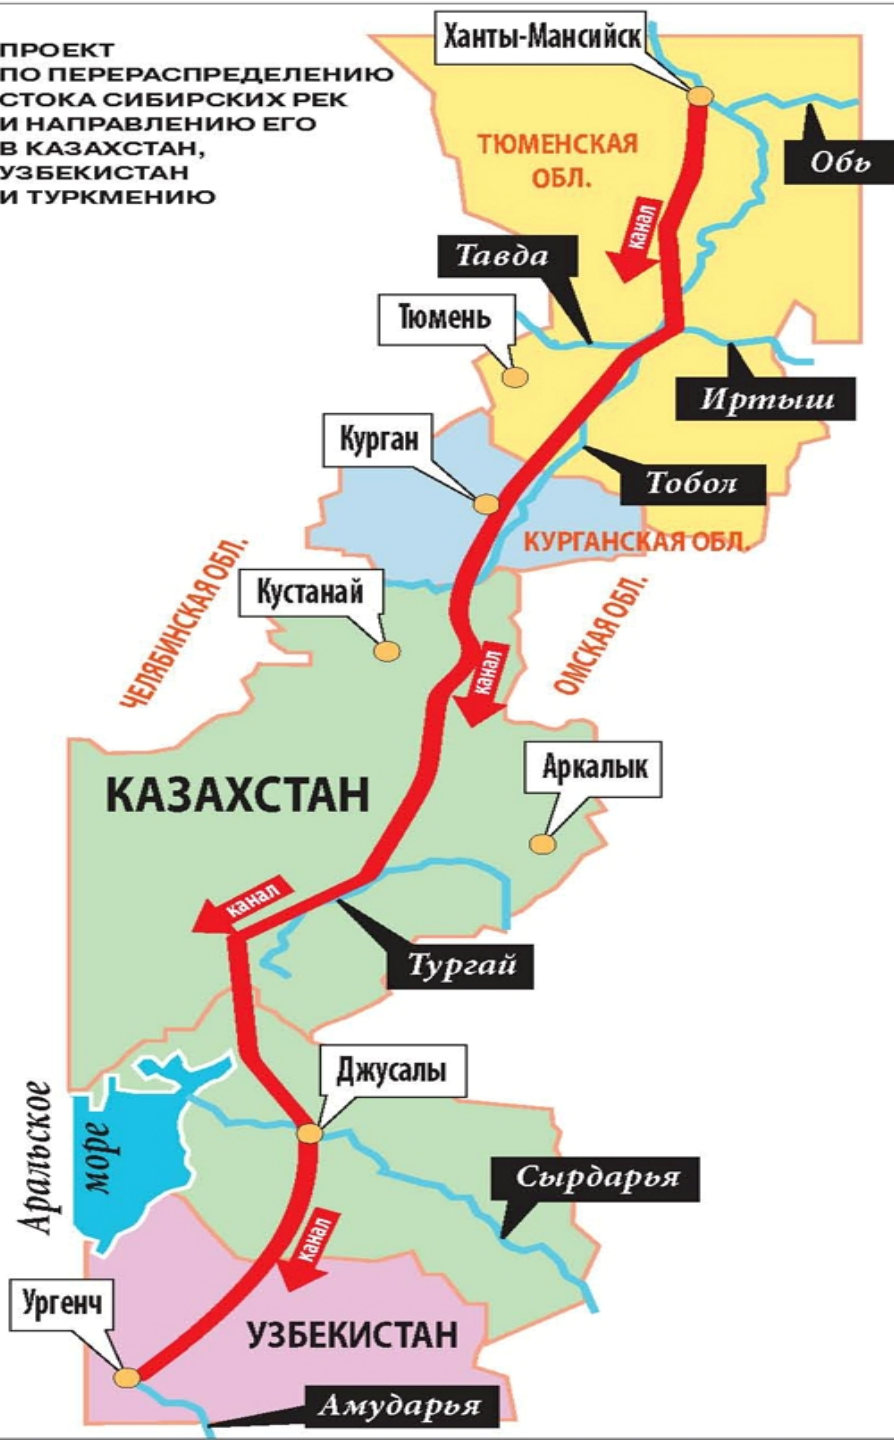 ПРОЕКТ
ПО ПЕРЕРАСПРЕДЕЛЕНИЮ
СТОКА СИБИРСКИХ РЕК
И НАПРАВЛЕНИЮ ЕГО
В КАЗАХСТАН,
УЗБЕКИСТАН
И ТУРКМЕНИЮ
Ханты-Мансийск
ТЮМЕНСКАЯ
ОБЛ.
Обь
канал
Тавда
Тюмень
Иртыш
Курган
Тобол
КУРГАНСКАЯ ОБЛ.
ЧЕЛЯБИНСКАЯ ОБЛ.
Кустанай
ОМСКАЯ ОБЛ.
канал
Аркалык
КАЗАХСТАН
канал
Тургай
Джусалы
Аральское
море
Сырдарья
канал
Ургенч
УЗБЕКИСТАН
Амударья